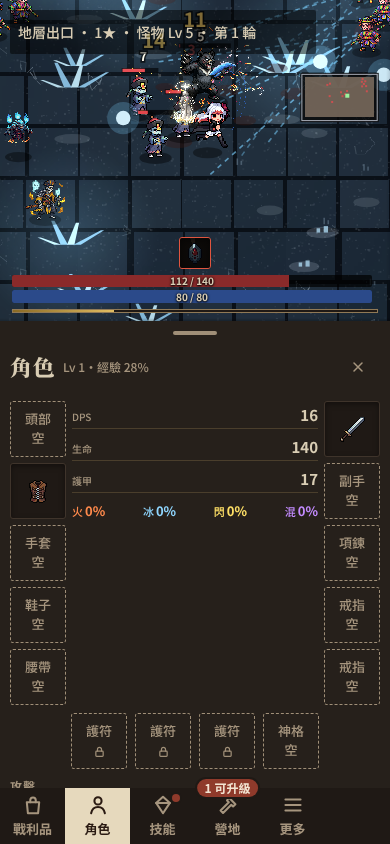 11
地層出口 · 1★ · 怪物 Lv 5 · 第 1 輪
14
5
7
112 / 140
80 / 80
角色 Lv 1 · 經驗 28% ×
頭部
空
DPS 16
生命 140
護甲 17
火 0% 冰 0% 閃 0% 混 0%
副手
空
手套
空
項鍊
空
鞋子
空
戒指
空
腰帶
空
戒指
空
護符 護符 護符 神格
空
攻擊
1 可升級
戰利品 角色 技能 營地 更多